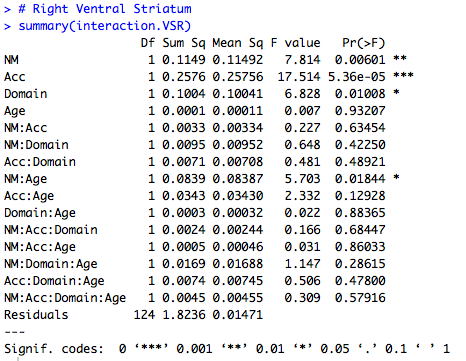 > # Right Ventral Striatum
> summary(interaction.VSR)
                   Df Sum Sq Mean Sq F value   Pr(>F)
NM                  1 0.1149 0.11492   7.814  0.00601 **
Acc                 1 0.2576 0.25756  17.514 5.36e-05 ***
Domain              1 0.1004 0.10041   6.828  0.01008 *
Age                 1 0.0001 0.00011   0.007  0.93207
NM:Acc              1 0.0033 0.00334   0.227  0.63454
NM:Domain           1 0.0095 0.00952   0.648  0.42250
Acc:Domain          1 0.0071 0.00708   0.481  0.48921
NM:Age              1 0.0839 0.08387   5.703  0.01844 *
Acc:Age             1 0.0343 0.03430   2.332  0.12928
Domain:Age          1 0.0003 0.00032   0.022  0.88365
NM:Acc:Domain       1 0.0024 0.00244   0.166  0.68447
NM:Acc:Age          1 0.0005 0.00046   0.031  0.86033
NM:Domain:Age       1 0.0169 0.01688   1.147  0.28615
Acc:Domain:Age      1 0.0074 0.00745   0.506  0.47800
NM:Acc:Domain:Age   1 0.0045 0.00455   0.309  0.57916
Residuals         124 1.8236 0.01471
---
Signif. codes:  0 ‘***’ 0.001 ‘**’ 0.01 ‘*’ 0.05 ‘.’ 0.1 ‘ ’ 1